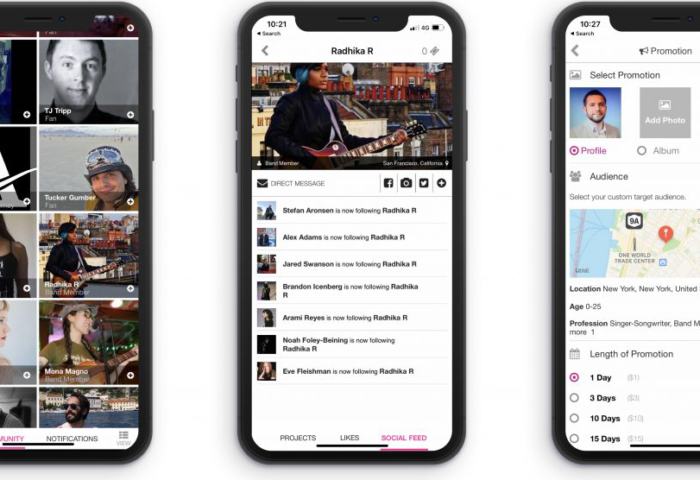 Fan
TJ Tripp
Fan
Tucker Gumber
Fan
Radhika R
Band Member
Mona Magno
Band Member
NOTIFICATIONS
VIEW
10:21
4G
Search
Radhika R
0
Band Member
San Francisco, California
DIRECT MESSAGE
Stefan Aronsen is now following Radhika R
Alex Adams is now following Radhika R
Jared Swanson is now following Radhika R
Brandon Icenberg is now following Radhika
R
Arami Reyes is now following Radhika R
Noah Foley-Beining is now following
Radhika R
Eve Fleishman is now following Radhika R
PROJECTS LIKES SOCIAL FEED
10:27
Search
Promotion
Select Promotion
Add Photo
Profile Album
Audience
Select your custom target audience.
9A
ONE WORLD
TRADE CENTER
Location New York, New York, United
Age 0-25
Profession Singer-Songwriter, Band M
more 1
Length of Promotion
1 Day ($1)
3 Days ($3)
10 Days ($10)
15 Days ($15)